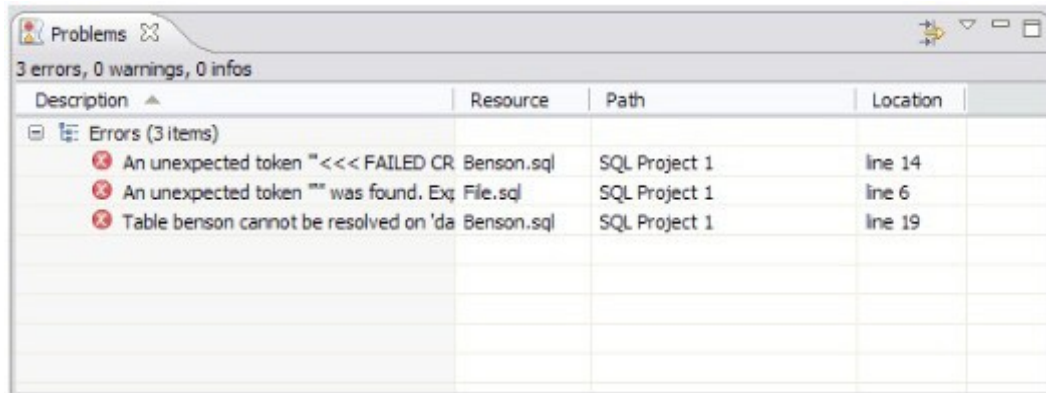 Problems
3 errors, 0 warnings, 0 infos
Description Resource Path Location
Errors (3 items)
An unexpected token "<<< FAILED CR Benson.sql SQL Project 1 line 14
An unexpected token "" was found. Exp File.sql SQL Project 1 line 6
Table benson cannot be resolved on 'da Benson.sql SQL Project 1 line 19